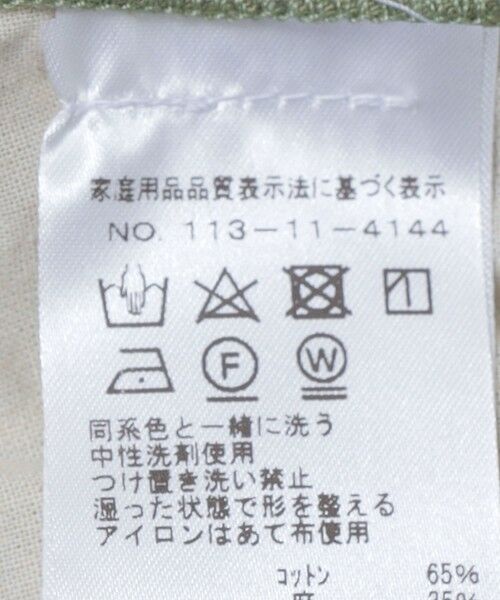 家庭用品品質表示法に基づく表示
NO. 113-11-4144
F W
同系色と一緒に洗う
中性洗剤使用
つけ置き洗い禁止
湿った状態で形を整える
アイロンはあて布使用
コットン 65%
麻 35%